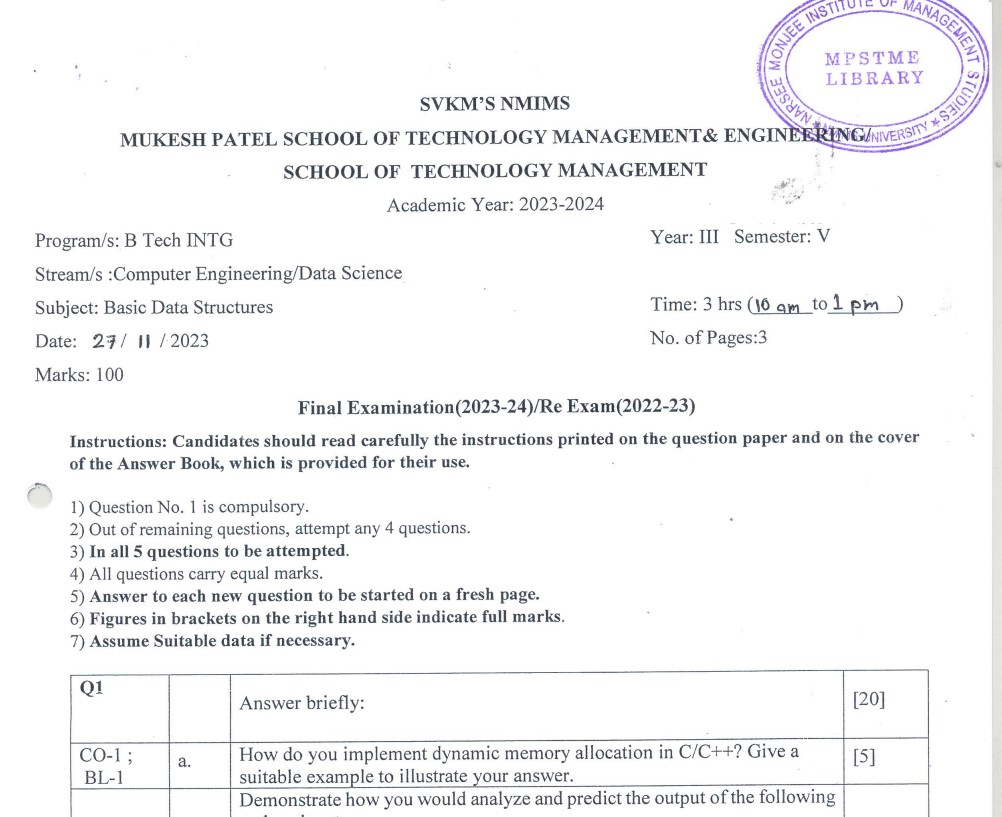 NARSEE MONJEE INSTITUTE OF MANAGEMENT STUDIES
UNIVERSITY
MPSTME
LIBRARY
SVKM'S NMIMS
MUKESH PATEL SCHOOL OF TECHNOLOGY MANAGEMENT& ENGINEERING/
SCHOOL OF TECHNOLOGY MANAGEMENT
Academic Year: 2023-2024
Program/s: B Tech INTG
Year: III Semester: V
Stream/s :Computer Engineering/Data Science
Subject: Basic Data Structures
Time: 3 hrs (10 am to 1 pm )
Date: 27/ 11 / 2023
No. of Pages:3
Marks: 100
Final Examination(2023-24)/Re Exam(2022-23)
Instructions: Candidates should read carefully the instructions printed on the question paper and on the cover
of the Answer Book, which is provided for their use.
1) Question No. 1 is compulsory.
2) Out of remaining questions, attempt any 4 questions.
3) In all 5 questions to be attempted.
4) All questions carry equal marks.
5) Answer to each new question to be started on a fresh page.
6) Figures in brackets on the right hand side indicate full marks.
7) Assume Suitable data if necessary.
Q1
Answer briefly:
[20]
CO-1 ;
BL-1
a.
How do you implement dynamic memory allocation in C/C++? Give a
suitable example to illustrate your answer.
[5]
Demonstrate how you would analyze and predict the output of the following